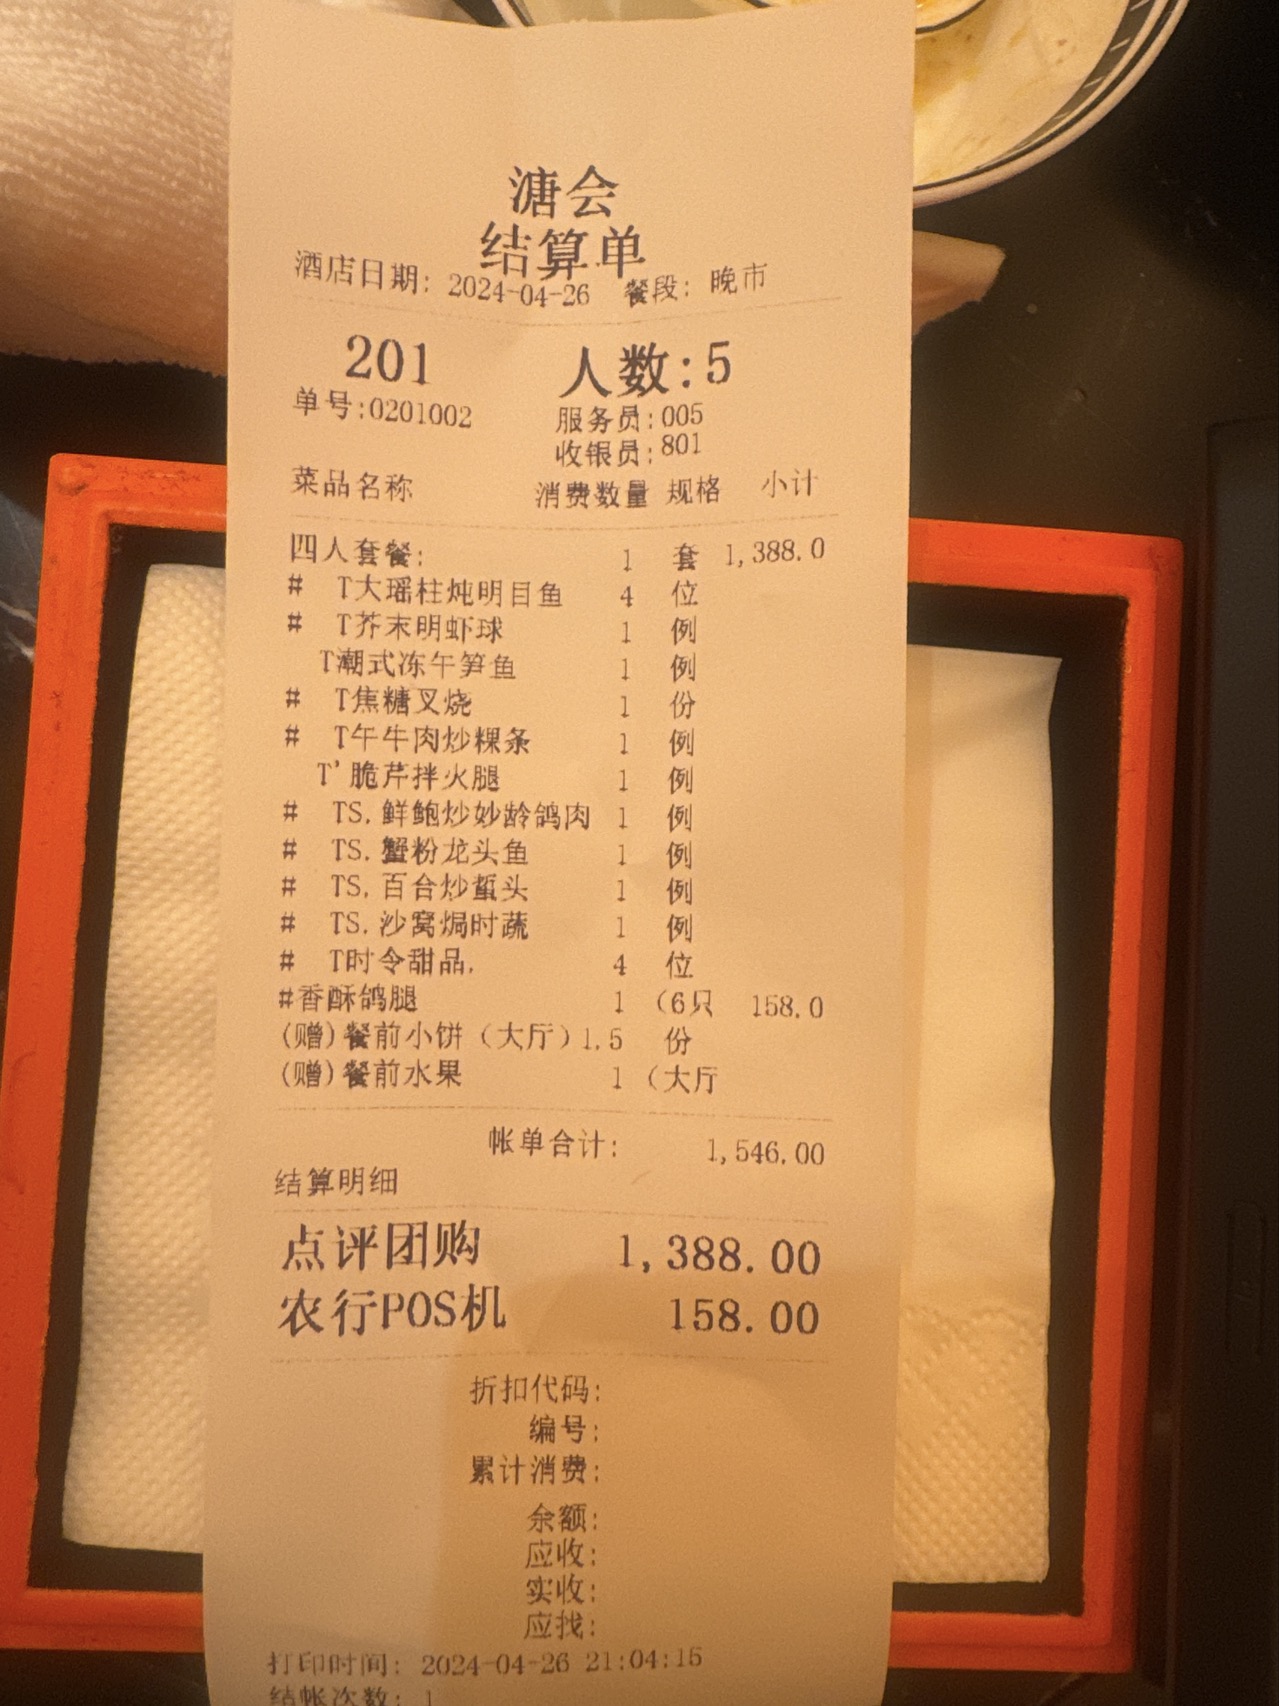 溏会
结算单
酒店日期: 2024-04-26 餐段: 晚市
201 人数:5
单号:0201002 服务员:005
收银员:801
菜品名称 消费数量 规格 小计
四人套餐: 1 套 1,388.0
# T大瑶柱炖明目鱼 4 位
# T芥末明虾球 1 例
T潮式冻午笋鱼 1 例
# T焦糖叉烧 1 份
# T午牛肉炒粿条 1 例
T'脆芹拌火腿 1 例
# TS.鲜鲍炒妙龄鸽肉 1 例
# TS.蟹粉龙头鱼 1 例
# TS.百合炒蜇头 1 例
# TS.沙窝焗时蔬 1 例
# T时令甜品. 4 位
#香酥鸽腿 1 (6只 158.0
(赠)餐前小饼（大厅）1.5 份
(赠)餐前水果 1 （大厅
帐单合计: 1,546.00
结算明细
点评团购 1,388.00
农行POS机 158.00
折扣代码:
编号:
累计消费:
余额:
应收:
实收:
应找:
打印时间: 2024-04-26 21:04:15
结帐次数: 1